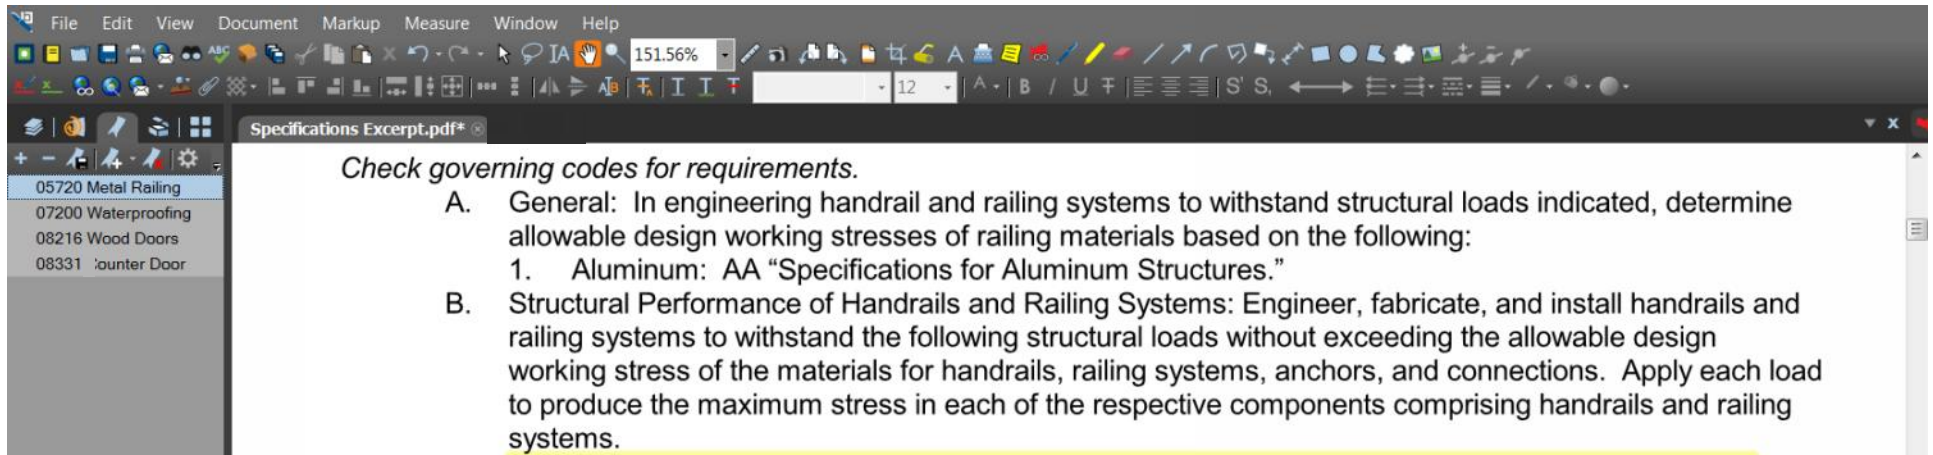 File Edit View Document Markup Measure Window Help
151.56%
12
Specifications Excerpt.pdf*
05720 Metal Railing
07200 Waterproofing
08216 Wood Doors
08331 :ounter Door
Check governing codes for requirements.
A. General: In engineering handrail and railing systems to withstand structural loads indicated, determine
allowable design working stresses of railing materials based on the following:
1. Aluminum: AA “Specifications for Aluminum Structures.”
B. Structural Performance of Handrails and Railing Systems: Engineer, fabricate, and install handrails and
railing systems to withstand the following structural loads without exceeding the allowable design
working stress of the materials for handrails, railing systems, anchors, and connections. Apply each load
to produce the maximum stress in each of the respective components comprising handrails and railing
systems.